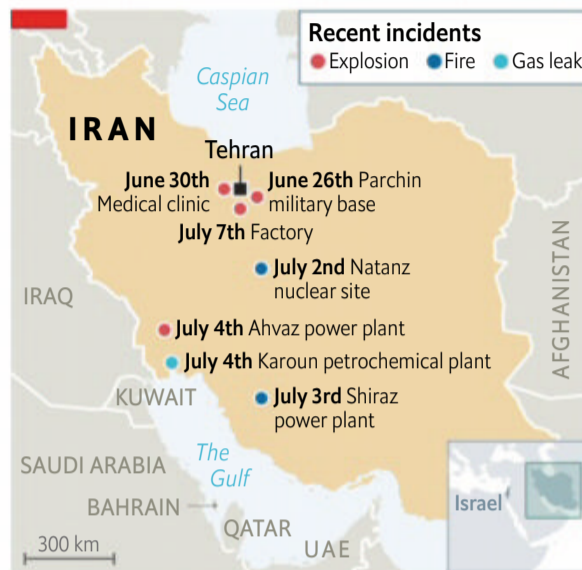 Recent incidents
Explosion Fire Gas leak
Caspian
Sea
IRAN
Tehran
June 30th
Medical clinic
June 26th Parchin
military base
July 7th Factory
July 2nd Natanz
nuclear site
IRAQ
AFGHANISTAN
July 4th Ahvaz power plant
July 4th Karoun petrochemical plant
KUWAIT
July 3rd Shiraz
power plant
SAUDI ARABIA
The
Gulf
BAHRAIN
QATAR
UAE
Israel
300 km